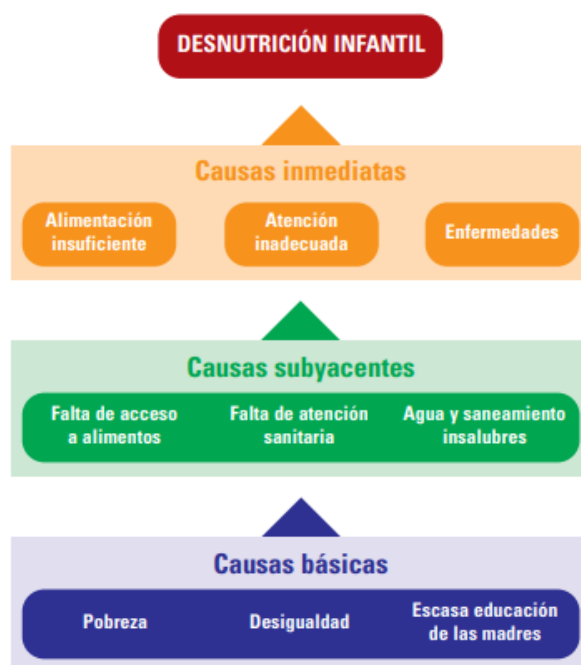 DESNUTRICIÓN INFANTIL
Causas inmediatas
Alimentación
insuficiente
Atención
inadecuada
Enfermedades
Causas subyacentes
Falta de acceso
a alimentos
Falta de atención
sanitaria
Agua y saneamiento
insalubres
Causas básicas
Pobreza
Desigualdad
Escasa educación
de las madres